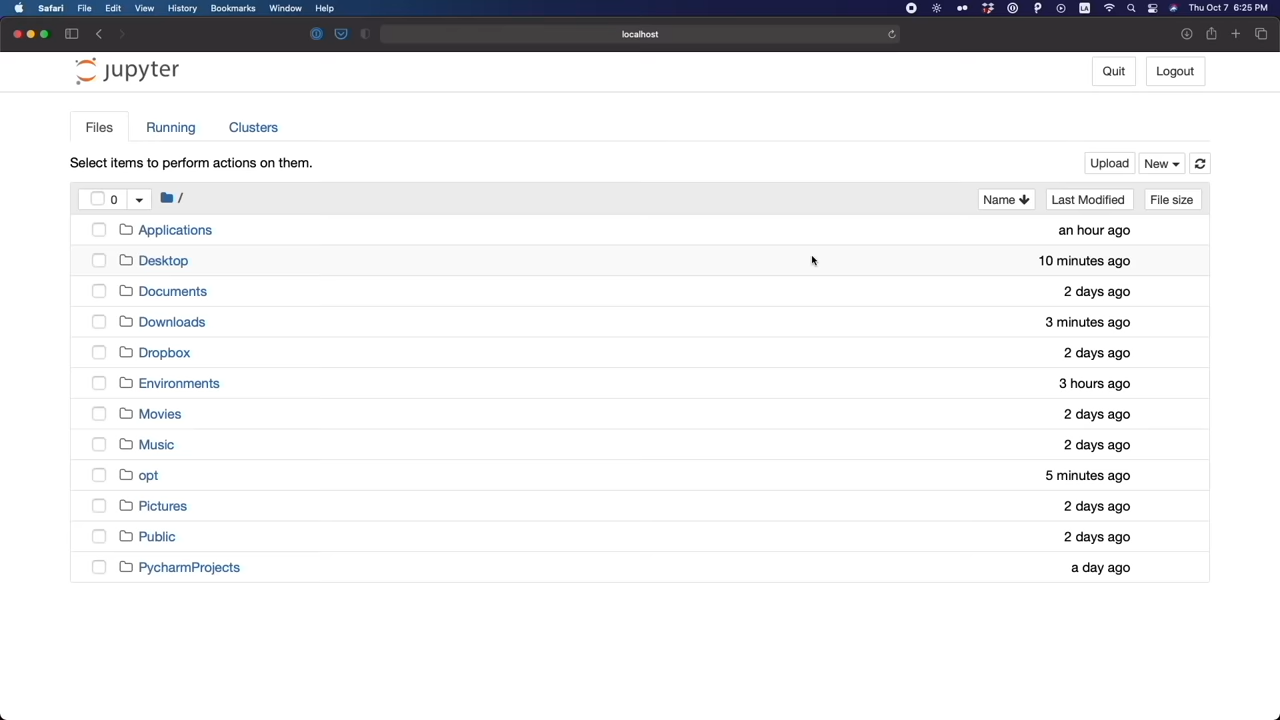 Safari File Edit View History Bookmarks Window Help LA Thu Oct 7 6:25 PM
localhost
jupyter Quit Logout
Files Running Clusters
Select items to perform actions on them. Upload New
0 / Name Last Modified File size
Applications an hour ago
Desktop 10 minutes ago
Documents 2 days ago
Downloads 3 minutes ago
Dropbox 2 days ago
Environments 3 hours ago
Movies 2 days ago
Music 2 days ago
opt 5 minutes ago
Pictures 2 days ago
Public 2 days ago
PycharmProjects a day ago